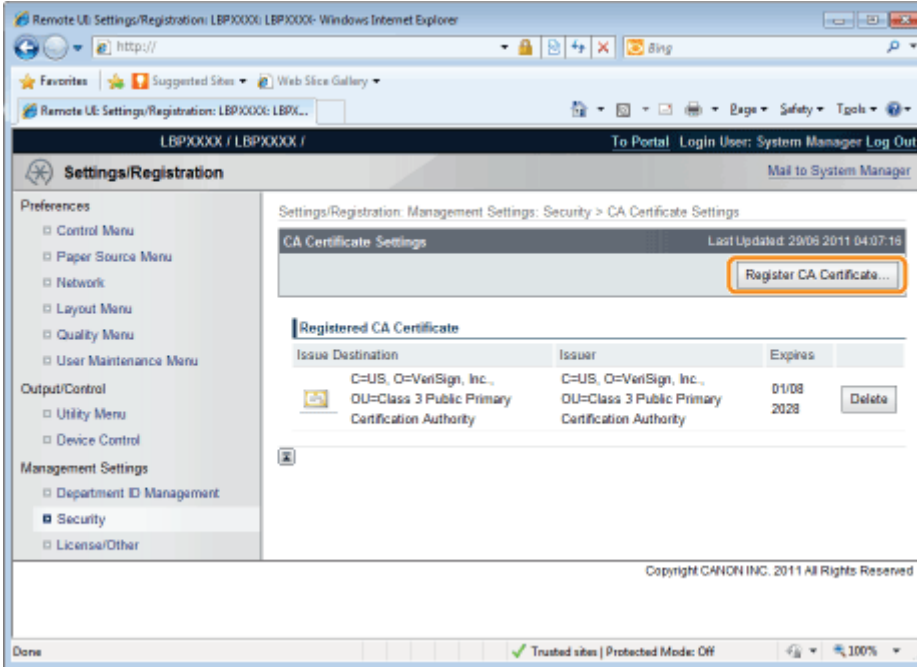 Remote UI: Settings/Registration: LBPXXXX: LBPXXXX- Windows Internet Explorer
http://
Bing
Favorites Suggested Sites Web Slice Gallery
Remote UI: Settings/Registration: LBPXXXX: LBPX...
Page Safety Tools
LBPXXXX / LBPXXXX / To Portal Login User: System Manager Log Out
Settings/Registration Mail to System Manager
Preferences
Control Menu
Paper Source Menu
Network
Layout Menu
Quality Menu
User Maintenance Menu
Output/Control
Utility Menu
Device Control
Management Settings
Department ID Management
Security
License/Other
Settings/Registration: Management Settings: Security > CA Certificate Settings
CA Certificate Settings Last Updated: 29/06 2011 04:07:16
Register CA Certificate...
Registered CA Certificate
Issue Destination Issuer Expires
C=US, O=VeriSign, Inc., C=US, O=VeriSign, Inc., 01/08
OU=Class 3 Public Primary OU=Class 3 Public Primary 2028 Delete
Certification Authority Certification Authority
Copyright CANON INC. 2011 All Rights Reserved
Done Trusted sites | Protected Mode: Off 100%